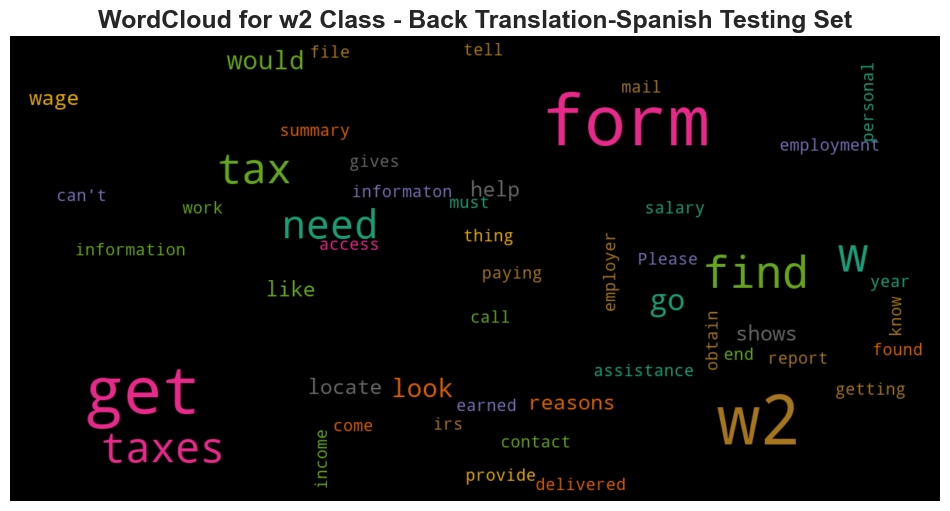 WordCloud for w2 Class - Back Translation-Spanish Testing Set
would
file
tell
wage
mail
form
personal
summary
employment
tax
gives
can't
informaton
help
must
work
salary
need
information
access
thing
employer
Please
W
paying
find
year
like
go
know
call
obtain
shows
end
report
found
assistance
get
locate
look
getting
earned
reasons
w2
taxes
come
irs
income
contact
provide
delivered